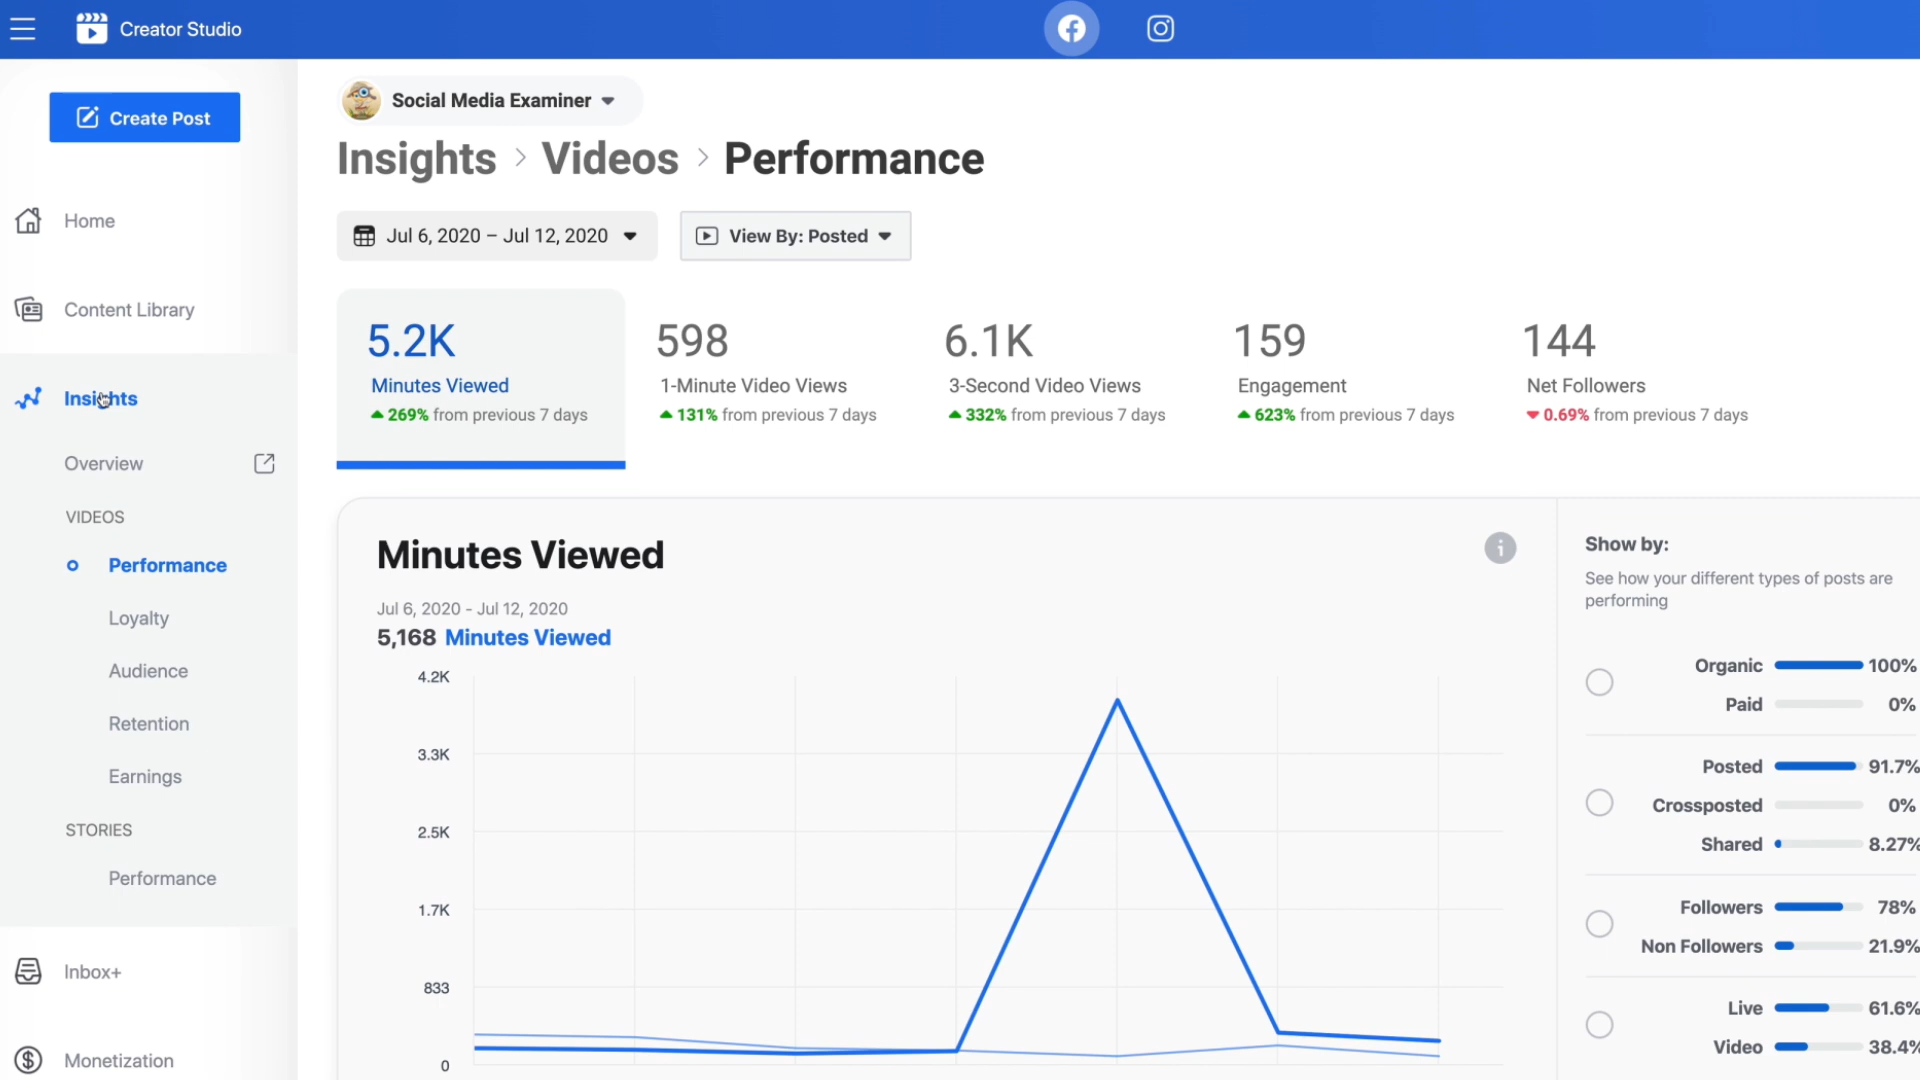 Creator Studio
Create Post
Home
Content Library
Insights
Overview
VIDEOS
Performance
Loyalty
Audience
Retention
Earnings
STORIES
Performance
Inbox+
Monetization
Social Media Examiner
Insights > Videos > Performance
Jul 6, 2020 – Jul 12, 2020
View By: Posted
5.2K
Minutes Viewed
269% from previous 7 days
598
1-Minute Video Views
131% from previous 7 days
6.1K
3-Second Video Views
332% from previous 7 days
159
Engagement
623% from previous 7 days
144
Net Followers
0.69% from previous 7 days
Minutes Viewed
Jul 6, 2020 - Jul 12, 2020
5,168 Minutes Viewed
4.2K
3.3K
2.5K
1.7K
833
0
Show by:
See how your different types of posts are
performing
Organic 100%
Paid 0%
Posted 91.7%
Crossposted 0%
Shared 8.27%
Followers 78%
Non Followers 21.9%
Live 61.6%
Video 38.4%